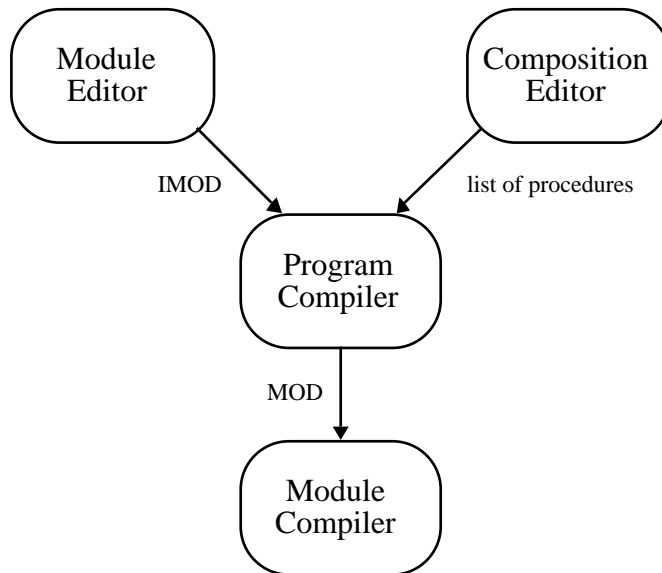 Module
Editor
Composition
Editor
IMOD
list of procedures
Program
Compiler
MOD
Module
Compiler